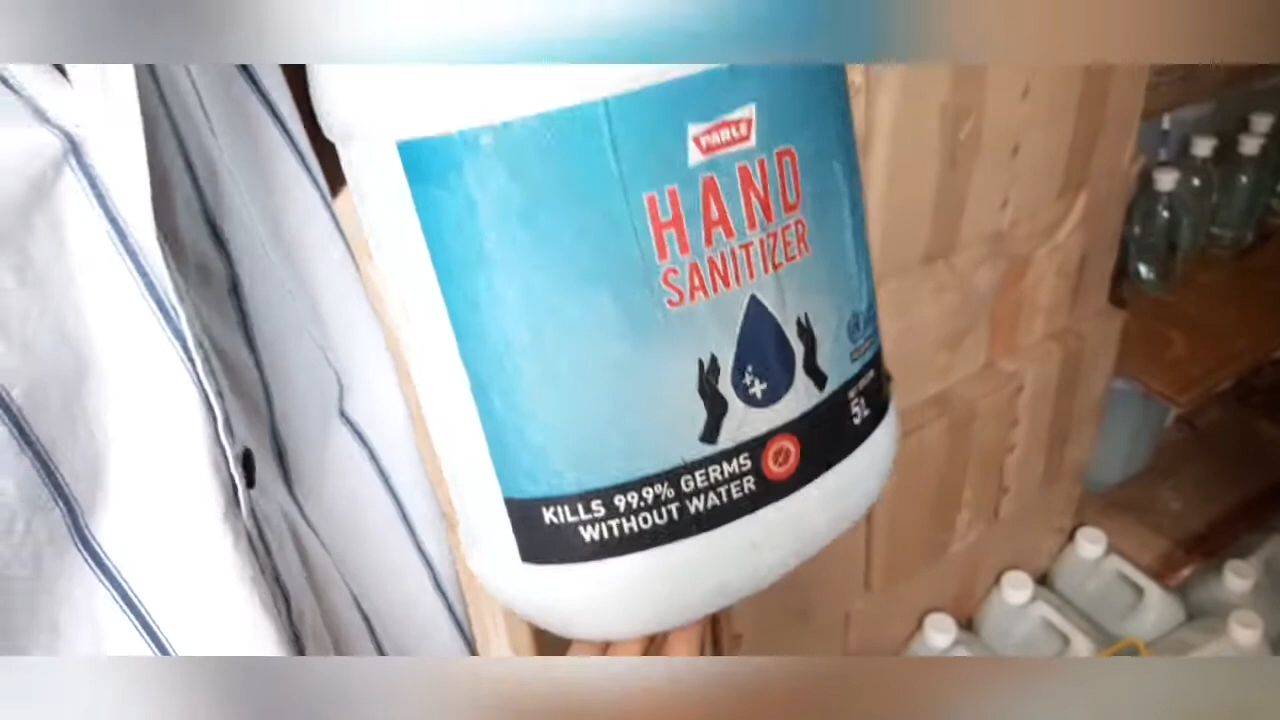 PARLE
HAND
SANITIZER
5L
KILLS 99.9% GERMS
WITHOUT WATER